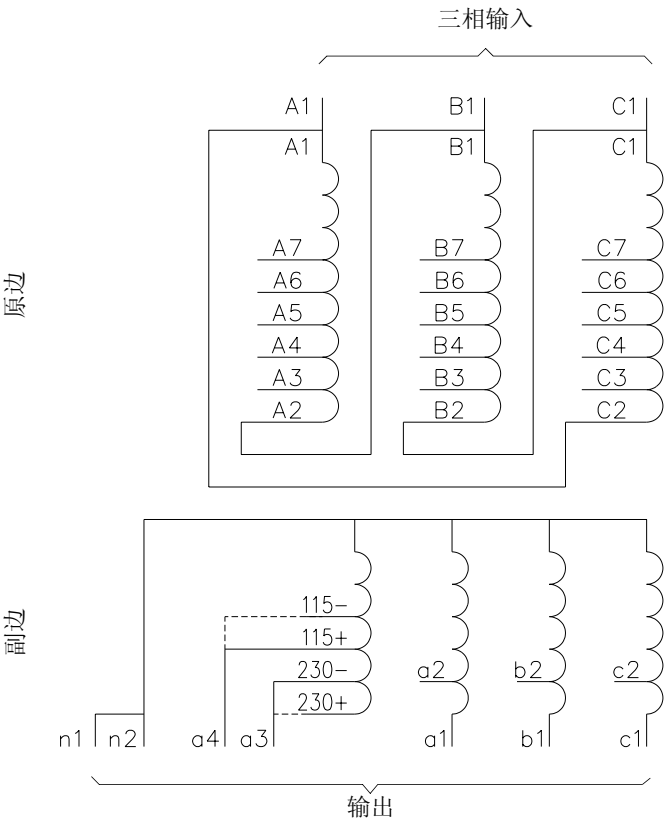 三相输入
A1 B1 C1
A1 B1 C1
A7 B7 C7
A6 B6 C6
原边
A5 B5 C5
A4 B4 C4
A3 B3 C3
A2 B2 C2
115-
副边
115+
230- a2 b2 c2
230+
n1 n2 a4 a3 a1 b1 c1
输出